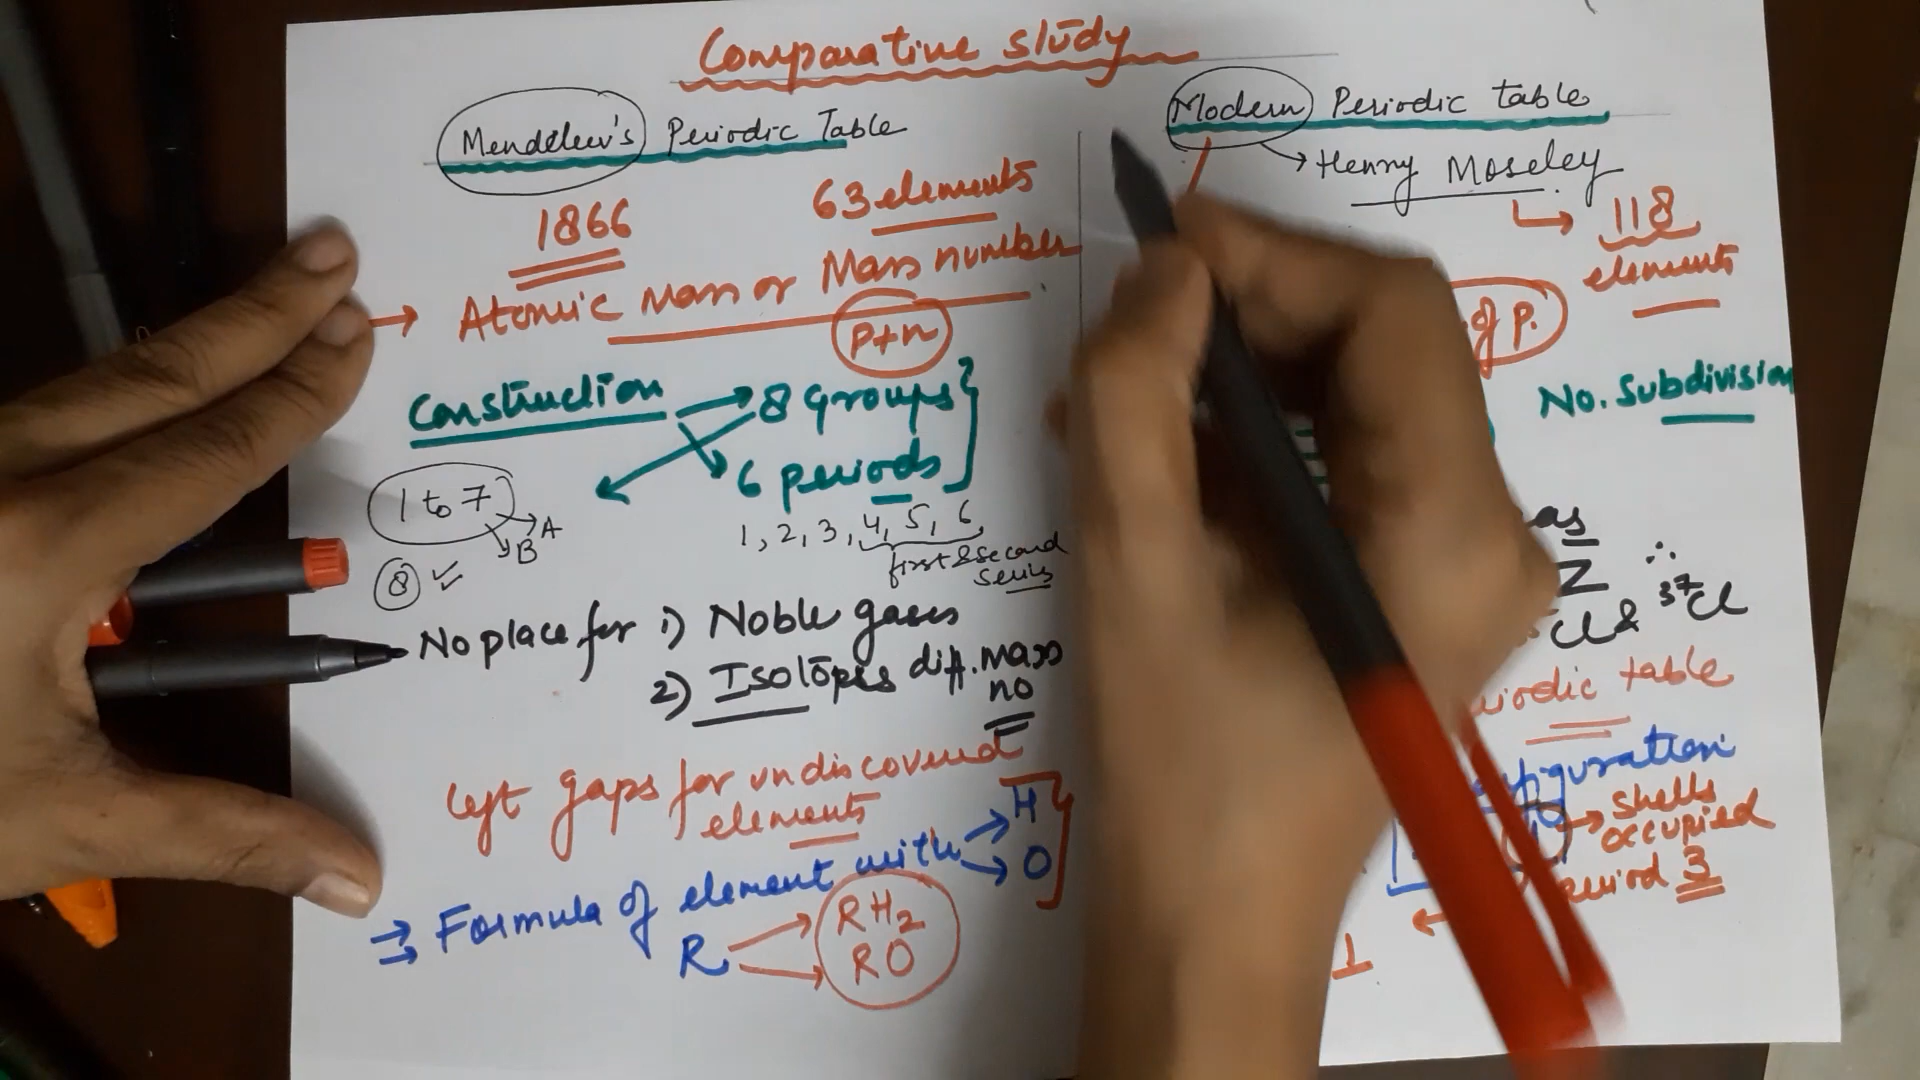 Comparative study
Mendeleev's Periodic Table
1866
63 elements
→ Atomic Mass or Mass number
p+n
Construction → 8 groups
6 periods
1 to 7
A
B
8 ✓
1, 2, 3, 4, 5, 6,
first & second
series
No place for 1) Noble gases
2) Isotopes diff. mass
no
left gaps for undiscovered
elements
⇒ Formula of element with → H
→ O
R → RH2
→ RO
Modern Periodic table
→ Henry Moseley
↳ 118
elements
of p.
No. Subdivision
Z ∴
Cl & 37Cl
table
→ shells
occupied
3